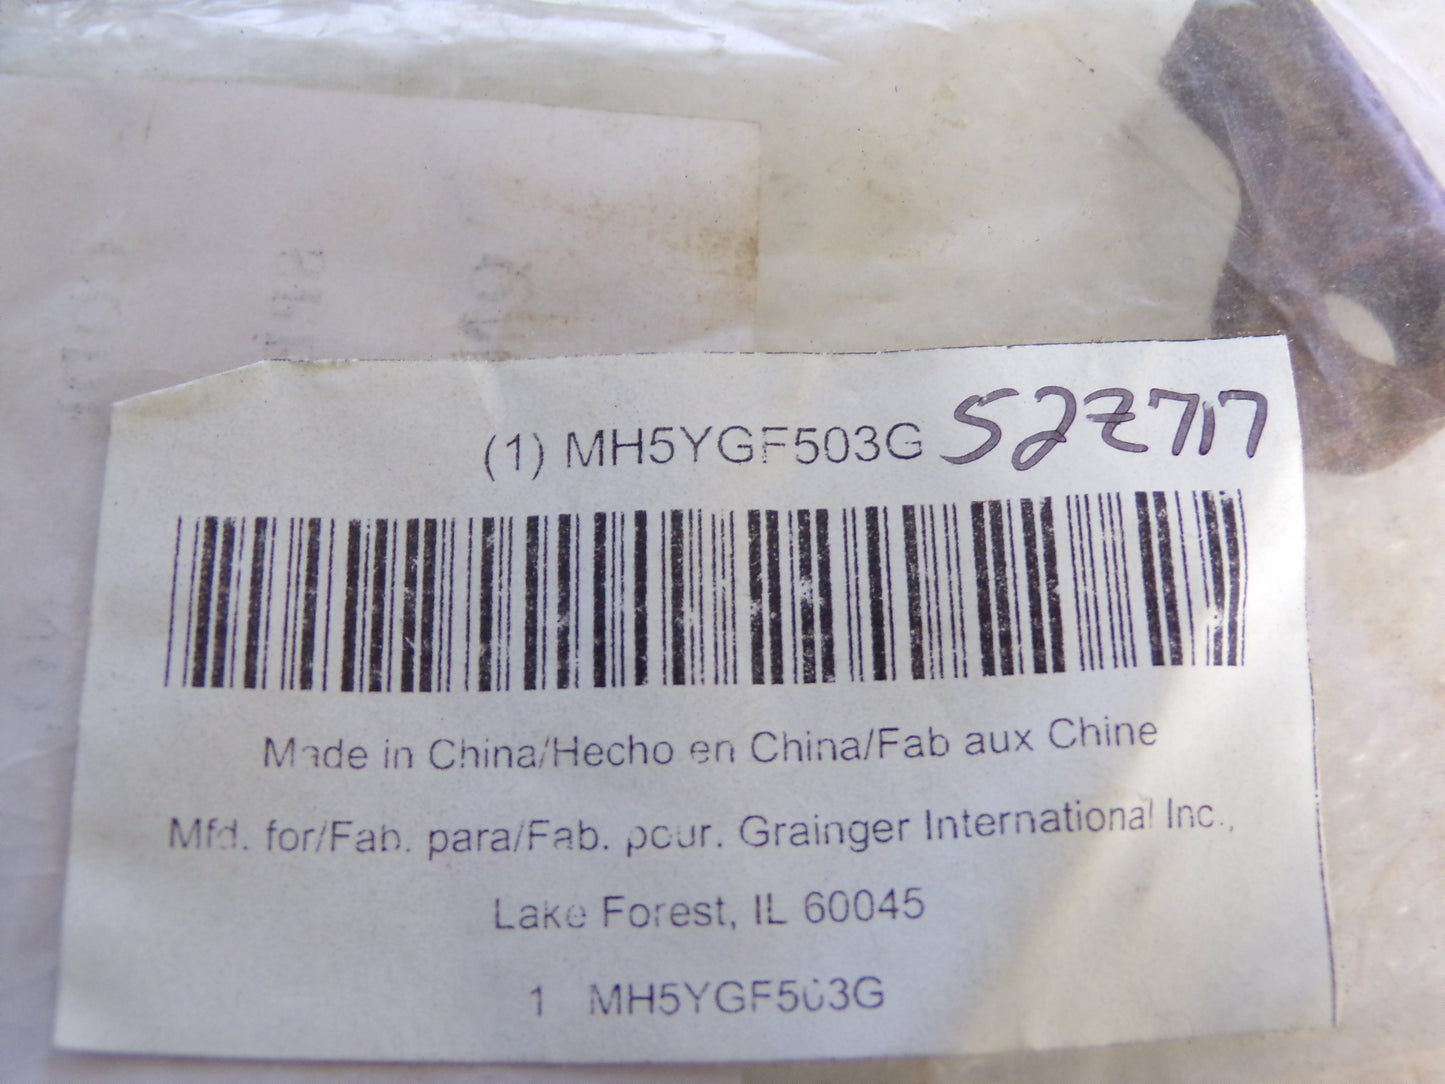 (1) MH5YGF503G 52Z717
Made in China/Hecho en China/Fab aux Chine
Mfd. for/Fab. para/Fab. pour. Grainger International Inc.,
Lake Forest, IL 60045
1 MH5YGF503G